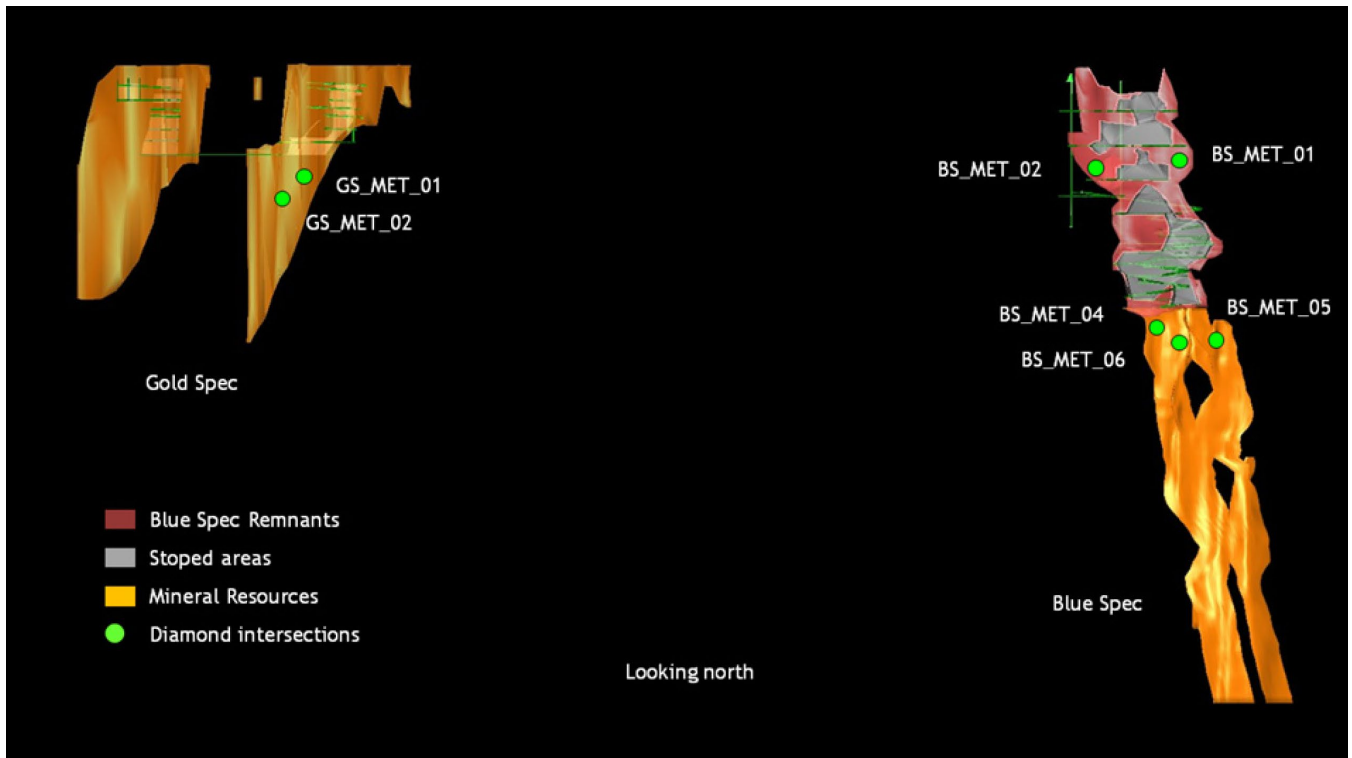 BS_MET_01
BS_MET_02
GS_MET_01
GS_MET_02
BS_MET_05
BS_MET_04
BS_MET_06
Gold Spec
Blue Spec Remnants
Stoped areas
Mineral Resources
Diamond intersections
Blue Spec
Looking north